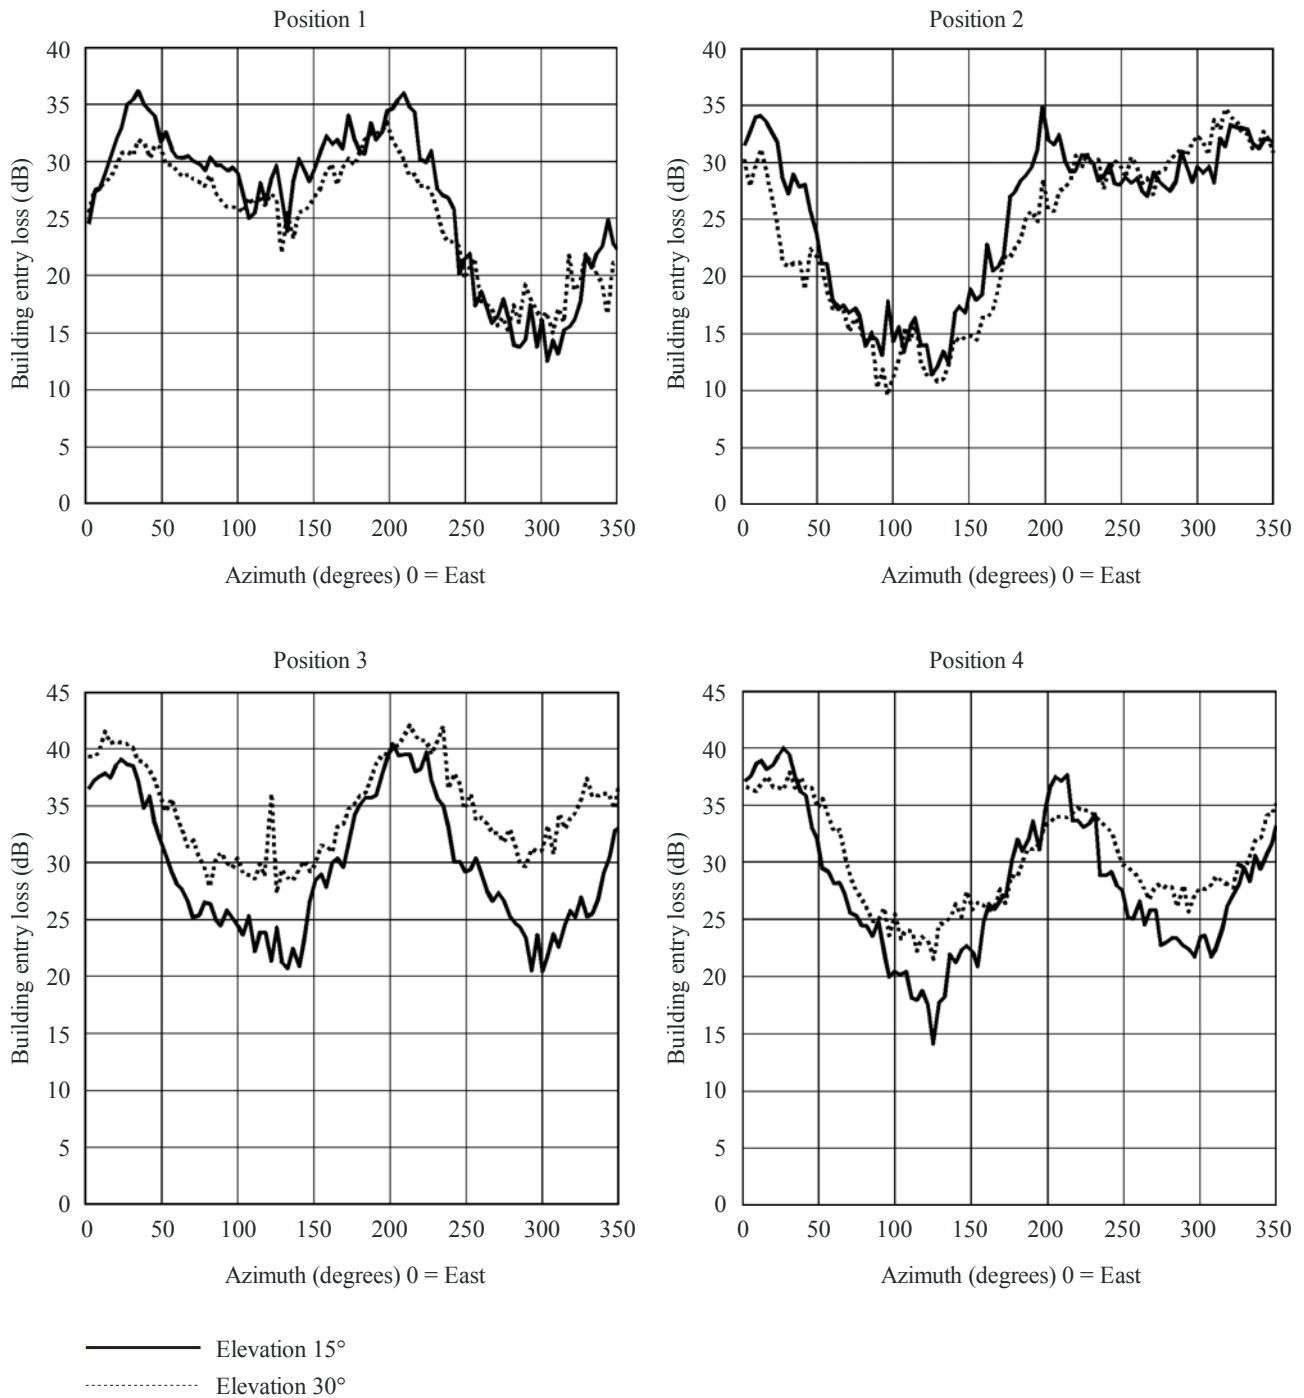 Position 1
40
35
30
25
20
15
10
5
0
Building entry loss (dB)
0 50 100 150 200 250 300 350
Azimuth (degrees) 0 = East
Position 2
40
35
30
25
20
15
10
5
0
Building entry loss (dB)
0 50 100 150 200 250 300 350
Azimuth (degrees) 0 = East
Position 3
45
40
35
30
25
20
15
10
5
0
Building entry loss (dB)
0 50 100 150 200 250 300 350
Azimuth (degrees) 0 = East
Position 4
45
40
35
30
25
20
15
10
5
0
Building entry loss (dB)
0 50 100 150 200 250 300 350
Azimuth (degrees) 0 = East
Elevation 15°
Elevation 30°